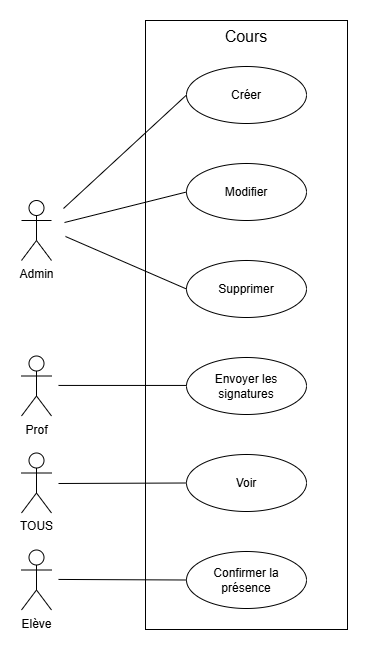 Cours
Créer
Modifier
Admin
Supprimer
Envoyer les
signatures
Prof
Voir
TOUS
Confirmer la
présence
Elève